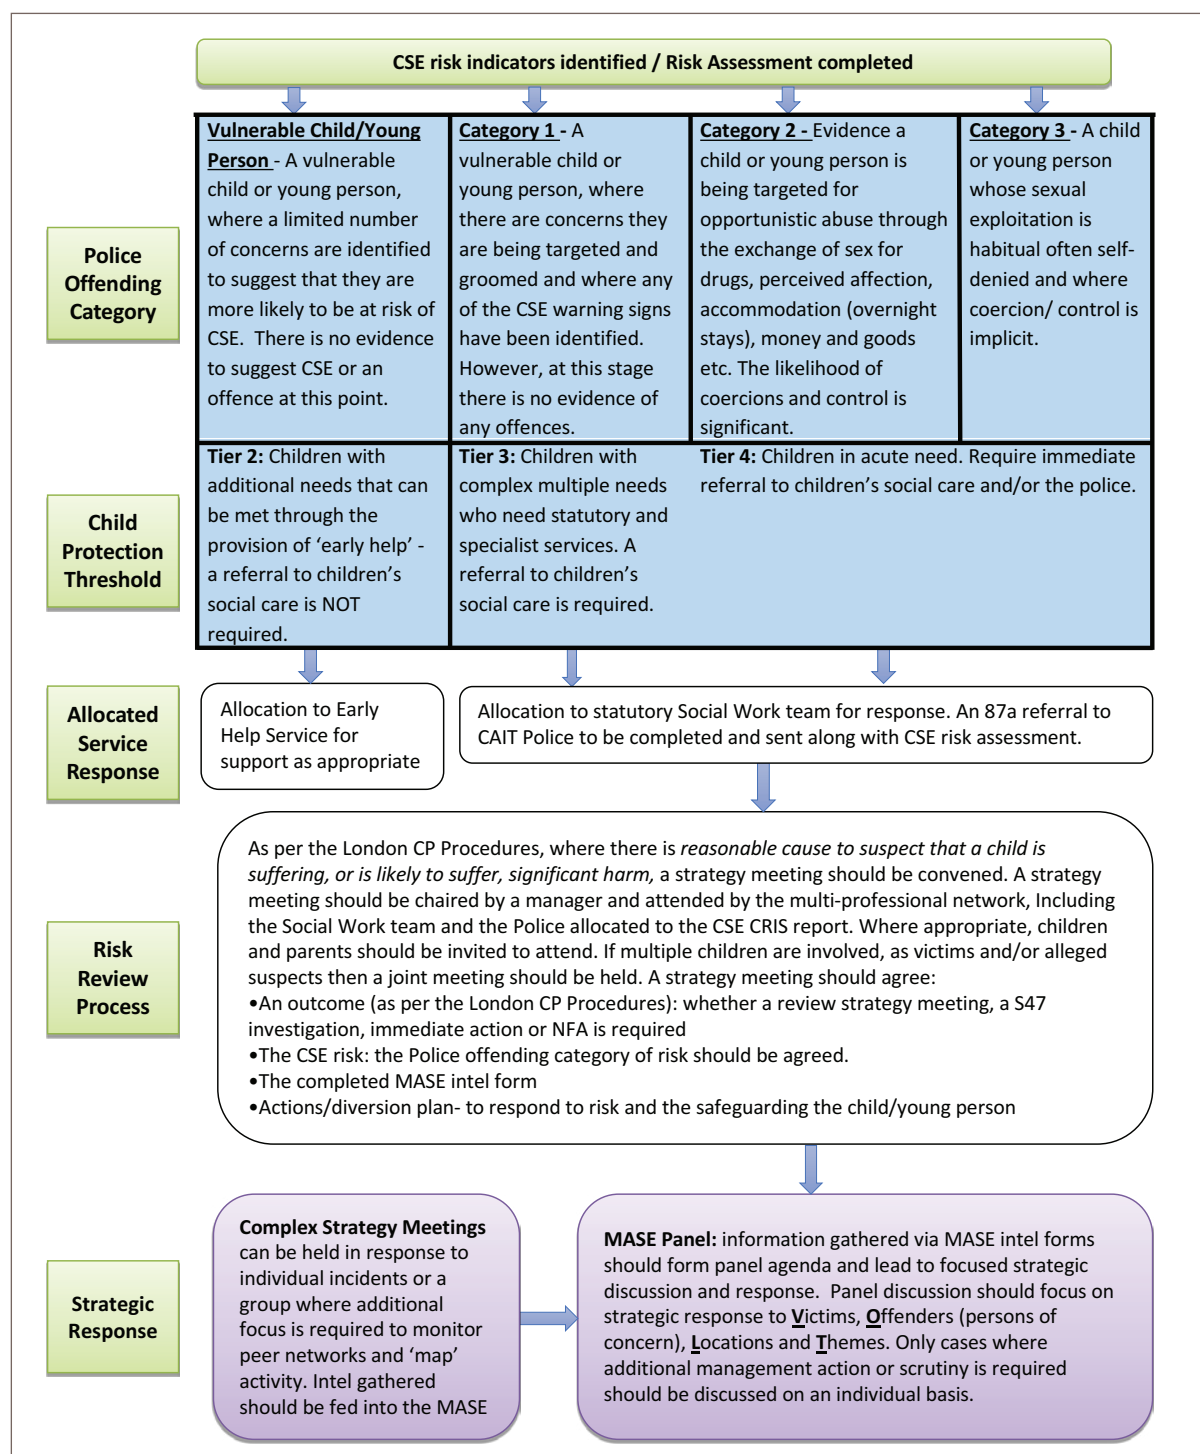 CSE risk indicators identified / Risk Assessment completed
Police
Offending
Category
Vulnerable Child/Young
Person - A vulnerable
child or young person,
where a limited number
of concerns are identified
to suggest that they are
more likely to be at risk of
CSE.  There is no evidence
to suggest CSE or an
offence at this point.
Category 1 - A
vulnerable child or
young person, where
there are concerns they
are being targeted and
groomed and where any
of the CSE warning signs
have been identified.
However, at this stage
there is no evidence of
any offences.
Category 2 - Evidence a
child or young person is
being targeted for
opportunistic abuse through
the exchange of sex for
drugs, perceived affection,
accommodation (overnight
stays), money and goods
etc. The likelihood of
coercions and control is
significant.
Category 3 - A child
or young person
whose sexual
exploitation is
habitual often self-
denied and where
coercion/ control is
implicit.
Child
Protection
Threshold
Tier 2: Children with
additional needs that can
be met through the
provision of ‘early help’ -
a referral to children’s
social care is NOT
required.
Tier 3: Children with
complex multiple needs
who need statutory and
specialist services. A
referral to children’s
social care is required.
Tier 4: Children in acute need. Require immediate
referral to children’s social care and/or the police.
Allocated
Service
Response
Allocation to Early
Help Service for
support as appropriate
Allocation to statutory Social Work team for response. An 87a referral to
CAIT Police to be completed and sent along with CSE risk assessment.
Risk
Review
Process
As per the London CP Procedures, where there is reasonable cause to suspect that a child is
suffering, or is likely to suffer, significant harm, a strategy meeting should be convened. A strategy
meeting should be chaired by a manager and attended by the multi-professional network, Including
the Social Work team and the Police allocated to the CSE CRIS report. Where appropriate, children
and parents should be invited to attend. If multiple children are involved, as victims and/or alleged
suspects then a joint meeting should be held. A strategy meeting should agree:
•An outcome (as per the London CP Procedures): whether a review strategy meeting, a S47
investigation, immediate action or NFA is required
•The CSE risk: the Police offending category of risk should be agreed.
•The completed MASE intel form
•Actions/diversion plan- to respond to risk and the safeguarding the child/young person
Strategic
Response
Complex Strategy Meetings
can be held in response to
individual incidents or a
group where additional
focus is required to monitor
peer networks and ‘map’
activity. Intel gathered
should be fed into the MASE
MASE Panel: information gathered via MASE intel forms
should form panel agenda and lead to focused strategic
discussion and response.  Panel discussion should focus on
strategic response to Victims, Offenders (persons of
concern), Locations and Themes. Only cases where
additional management action or scrutiny is required
should be discussed on an individual basis.